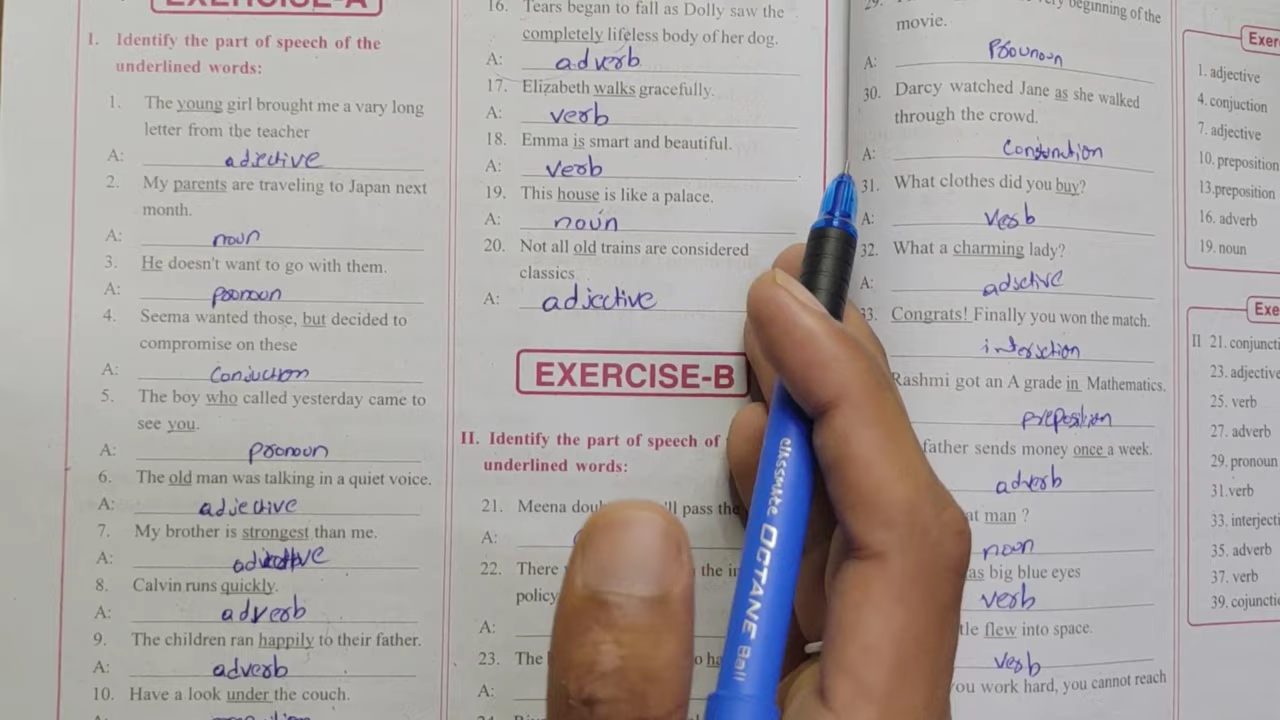 EXERCISE-A
I. Identify the part of speech of the
underlined words:
1. The young girl brought me a vary long
letter from the teacher
A: adjective
2. My parents are traveling to Japan next
month.
A: noun
3. He doesn't want to go with them.
A: pronoun
4. Seema wanted those, but decided to
compromise on these
A: conjuction
5. The boy who called yesterday came to
see you.
A: pronoun
6. The old man was talking in a quiet voice.
A: adjective
7. My brother is strongest than me.
A:
8. Calvin runs quickly.
A: adverb
9. The children ran happily to their father.
A: adverb
10. Have a look under the couch.
16. Tears began to fall as Dolly saw the
completely lifeless body of her dog.
A: adverb
17. Elizabeth walks gracefully.
A: verb
18. Emma is smart and beautiful.
A: verb
19. This house is like a palace.
A: noun
20. Not all old trains are considered
classics
A: adjective
EXERCISE-B
II. Identify the part of speech of
underlined words:
21. Meena pass the
A:
22. There the
policy
A:
23. The
A:
29. beginning of the
movie.
A: Pronoun
30. Darcy watched Jane as she walked
through the crowd.
A: Conjunction
31. What clothes did you buy?
A: verb
32. What a charming lady?
A: adjective
33. Congrats! Finally you won the match.
interjection
Rashmi got an A grade in Mathematics.
preposition
father sends money once a week.
adverb
man ?
noun
big blue eyes
verb
flew into space.
verb
you work hard, you cannot reach
1. adjective
4. conjuction
7. adjective
10. preposition
13.preposition
16. adverb
19. noun
II 21.
23. adjective
25. verb
27. adverb
29. pronoun
31.verb
33.
35. adverb
37. verb
39.
classmate OCTANE Ball